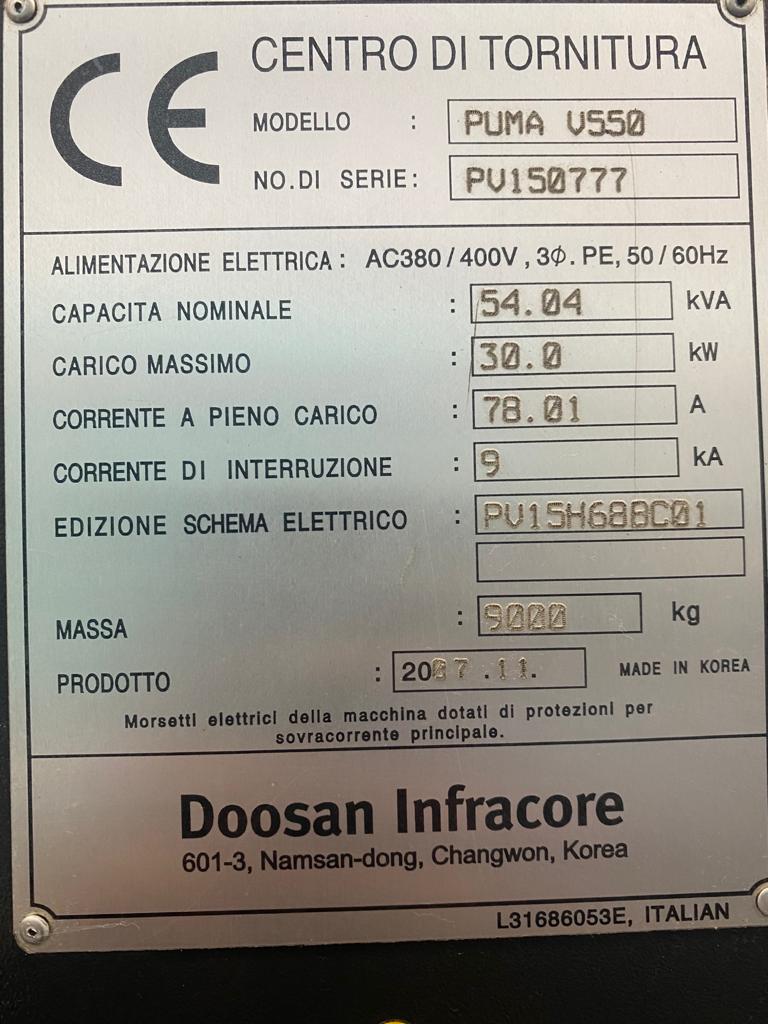 CE CENTRO DI TORNITURA
MODELLO : PUMA V550
NO.DI SERIE: PV150777
ALIMENTAZIONE ELETTRICA : AC380/400V, 3Φ. PE, 50/60Hz
CAPACITA NOMINALE : 54.04 kVA
CARICO MASSIMO : 30.0 kW
CORRENTE A PIENO CARICO : 78.01 A
CORRENTE DI INTERRUZIONE : 9 kA
EDIZIONE SCHEMA ELETTRICO : PV15H68BC01
MASSA : 9000 kg
PRODOTTO : 2007.11. MADE IN KOREA
Morsetti elettrici della macchina dotati di protezioni per
sovracorrente principale.
Doosan Infracore
601-3, Namsan-dong, Changwon, Korea
L31686053E, ITALIAN